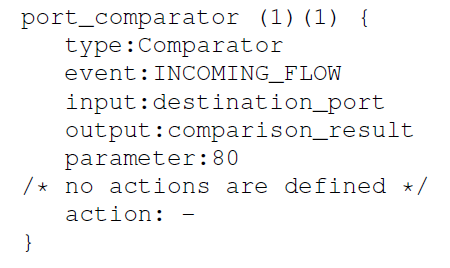 port_comparator (1)(1) {
type:Comparator
event:INCOMING_FLOW
input:destination_port
output:comparison_result
parameter:80
/* no actions are defined */
action: -
}